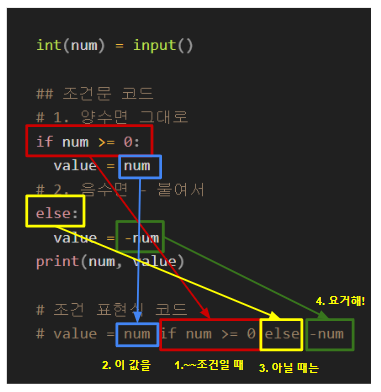 int(num) = input()
## 조건문 코드
# 1. 양수면 그대로
if num >= 0:
value = num
# 2. 음수면 - 붙여서
else:
value = -num
print(num, value)
4. 요거해!
# 조건 표현식 코드
# value = num if num >= 0 else -num
2. 이 값을 1.~~조건일 때 3. 아닐 때는